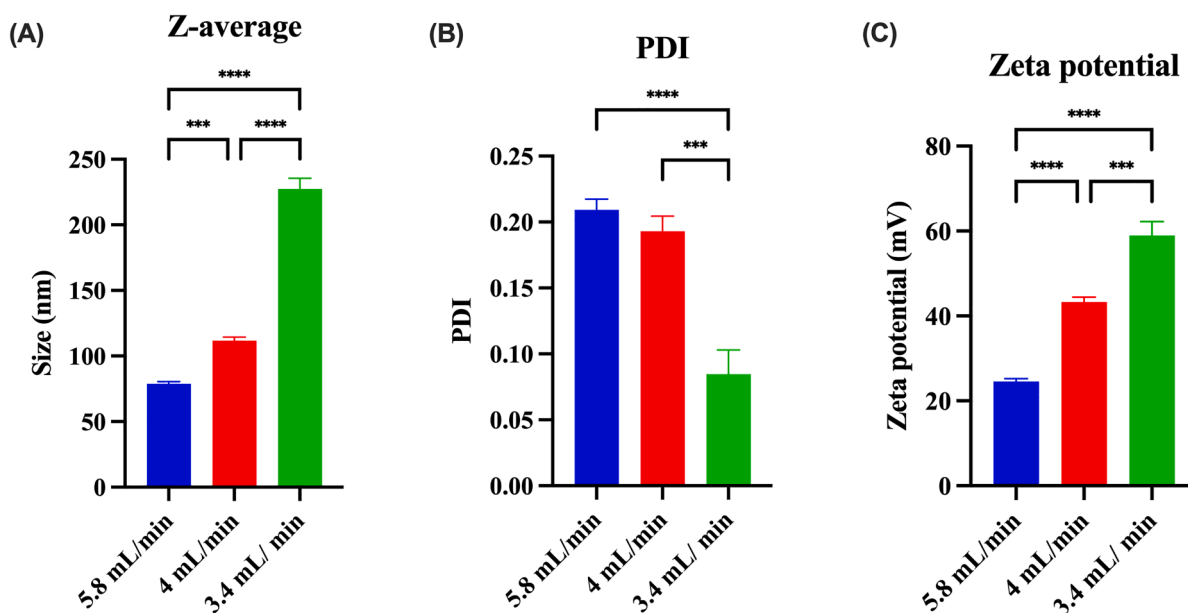 (A)
Z-average
****
***
****
Size (nm)
250
200
150
100
50
0
5.8 mL/min
4 mL/min
3.4 mL/ min
(B)
PDI
****
***
PDI
0.25
0.20
0.15
0.10
0.05
0.00
5.8 mL/min
4 mL/min
3.4 mL/ min
(C)
Zeta potential
****
****
***
Zeta potential (mV)
80
60
40
20
0
5.8 mL/min
4 mL/min
3.4 mL/ min